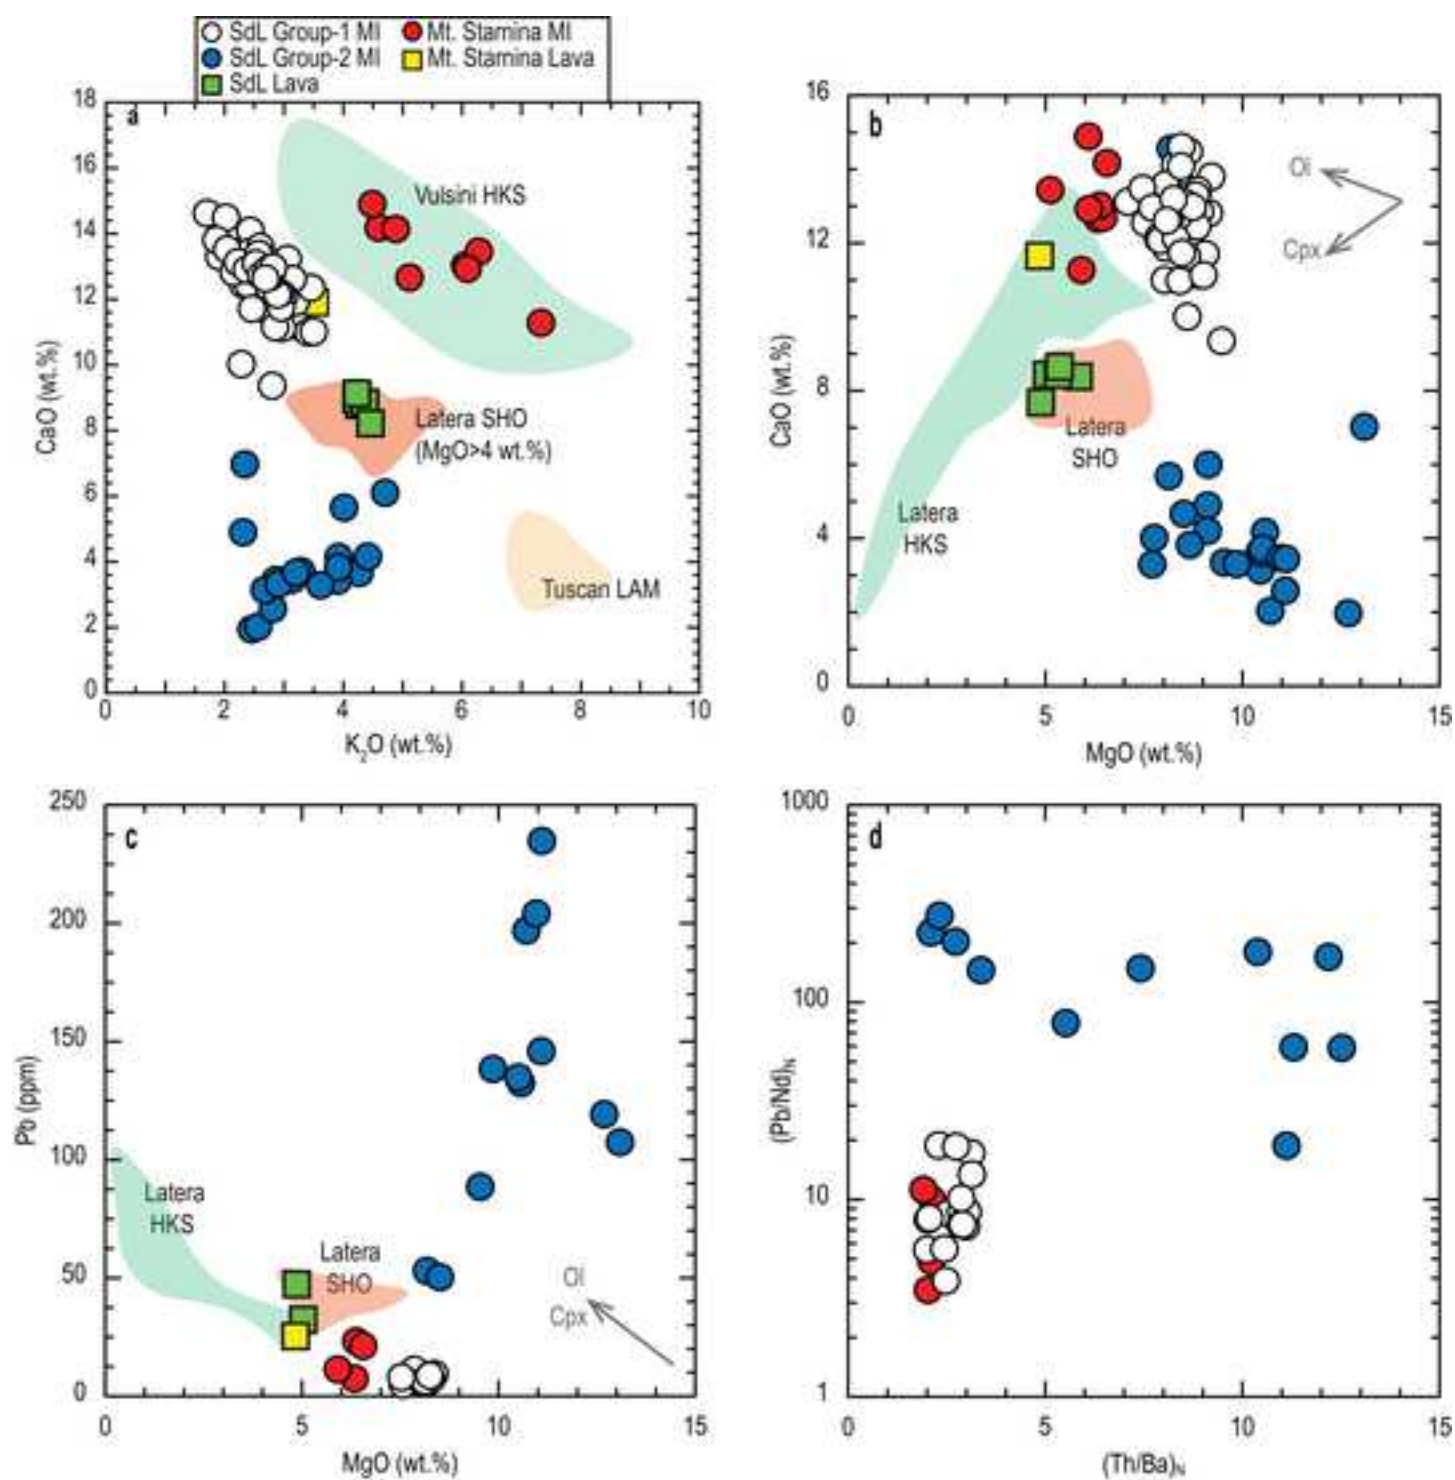 SdL Group-1 MI
Mt. Stamina MI
SdL Group-2 MI
Mt. Stamina Lava
SdL Lava
a
18
16
14
12
10
8
6
4
2
0
CaO (wt.%)
Vulsini HKS
Latera SHO
(MgO>4 wt.%)
Tuscan LAM
0
2
4
6
8
10
K₂O (wt.%)
b
16
12
8
4
0
CaO (wt.%)
Ol
Cpx
Latera
SHO
Latera
HKS
0
5
10
15
MgO (wt.%)
c
250
200
150
100
50
0
Pb (ppm)
Latera
HKS
Latera
SHO
Ol
Cpx
0
5
10
15
MgO (wt.%)
d
1000
100
10
1
(Pb/Nd)N
0
5
10
15
(Th/Ba)N